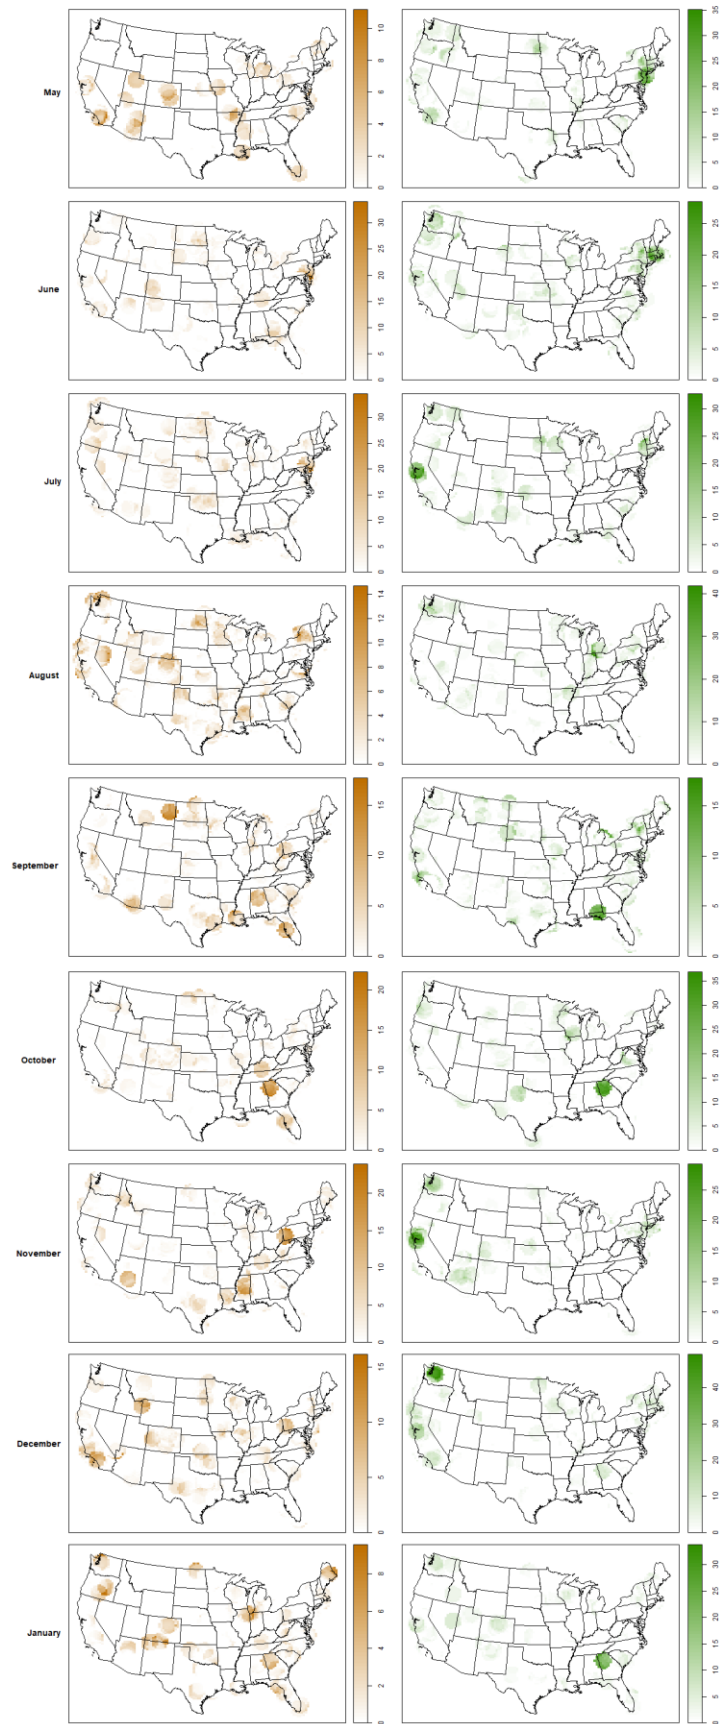 May
0 2 4 6 8 10
0 5 10 15 20 25 30 35
June
0 5 10 15 20 25 30
0 5 10 15 20 25
July
0 5 10 15 20 25 30
0 5 10 15 20 25 30
August
0 2 4 6 8 10 12 14
0 10 20 30 40
September
0 5 10 15
0 5 10 15
October
0 5 10 15 20
0 5 10 15 20 25 30 35
November
0 5 10 15 20
0 5 10 15 20 25
December
0 5 10 15
0 10 20 30 40
January
0 2 4 6 8
0 5 10 15 20 25 30